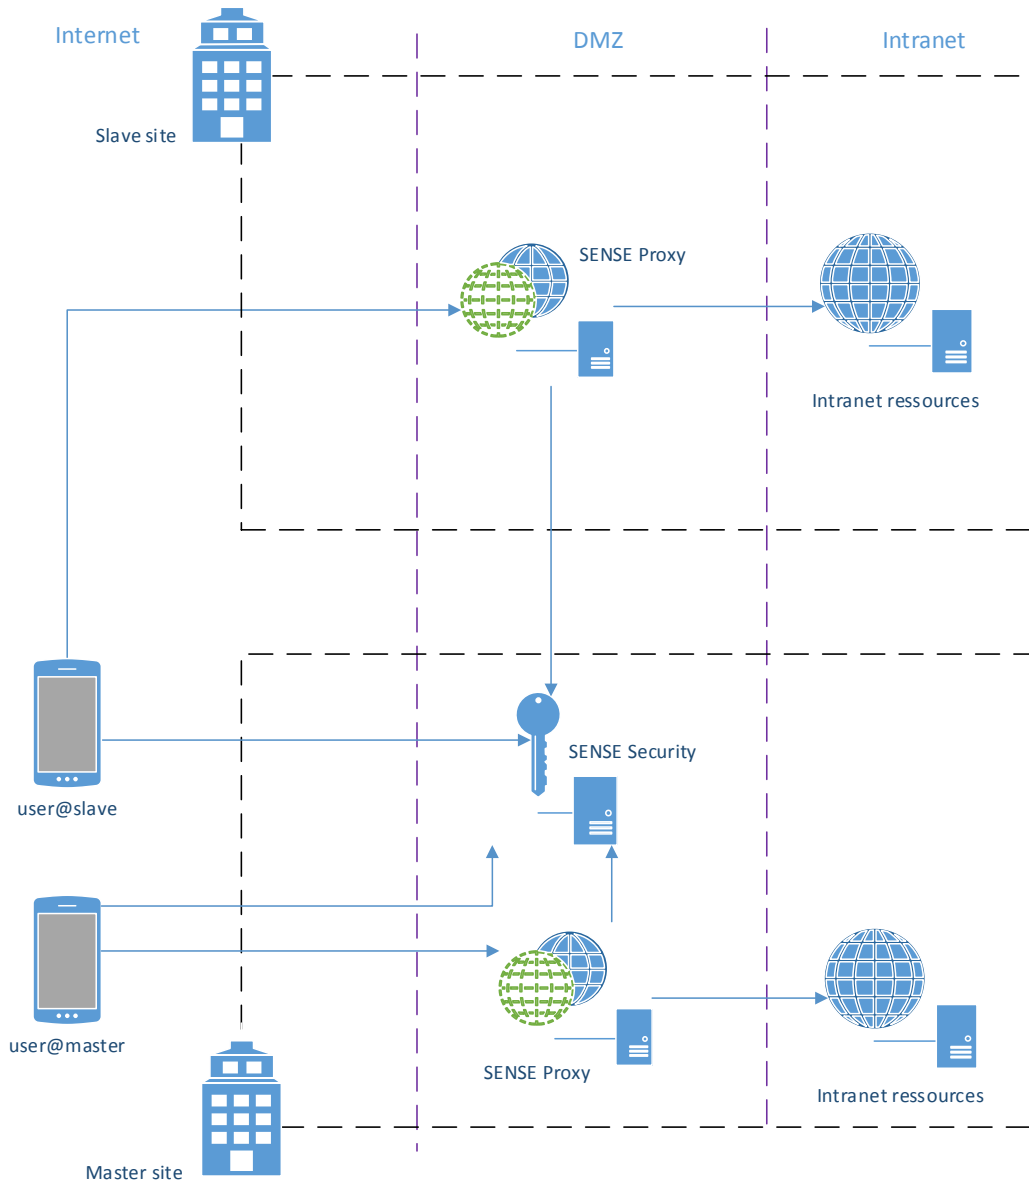 Internet
DMZ
Intranet
Slave site
SENSE Proxy
Intranet ressources
SENSE Security
user@slave
user@master
SENSE Proxy
Intranet ressources
Master site